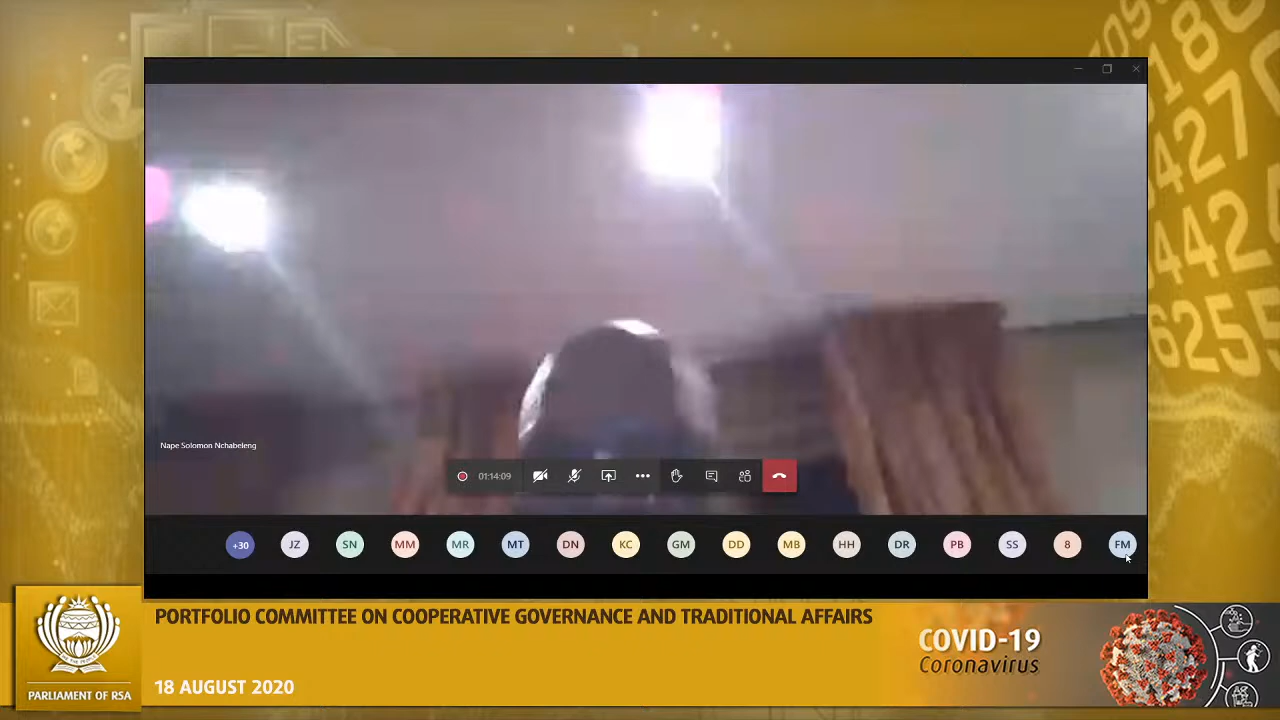 Nape Solomon Nchabeleng
01:14:09
+30 JZ SN MM MR MT DN KC GM DD MB HH DR PB SS 8 FM
PORTFOLIO COMMITTEE ON COOPERATIVE GOVERNANCE AND TRADITIONAL AFFAIRS
COVID-19
Coronavirus
PARLIAMENT OF RSA
18 AUGUST 2020